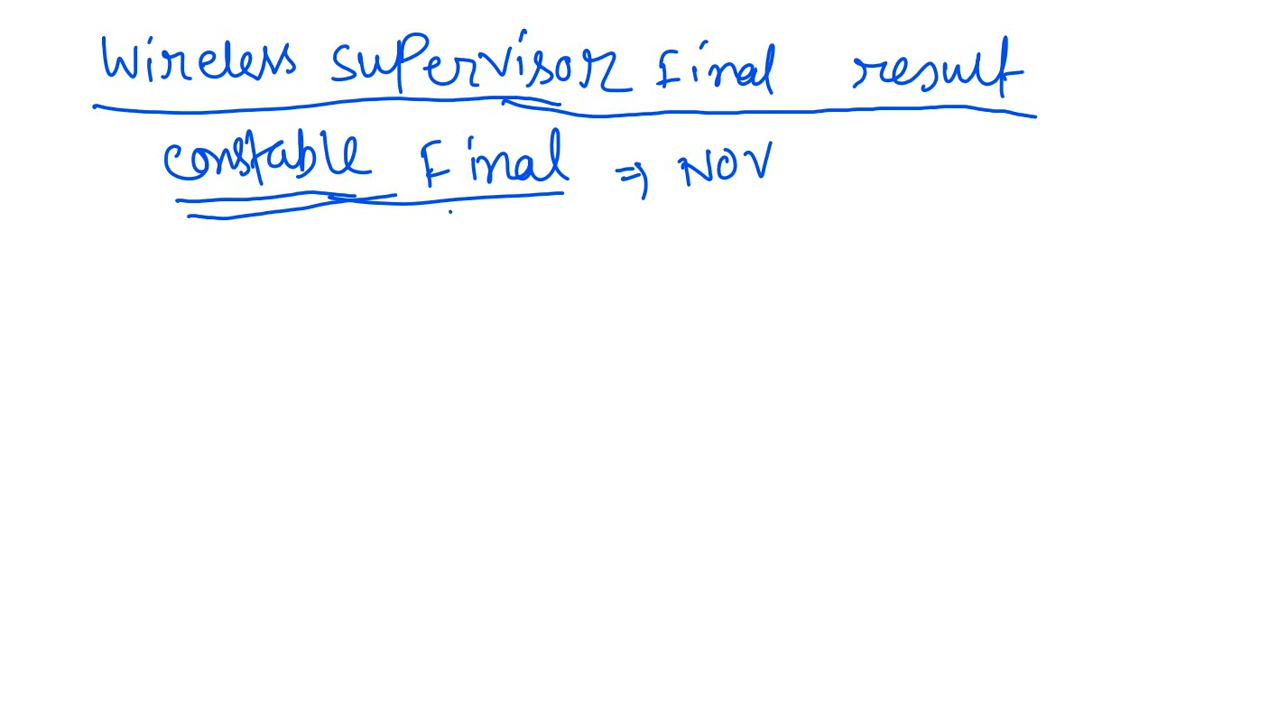 Wireless supervisor Final result
constable Final ⇒ NOV